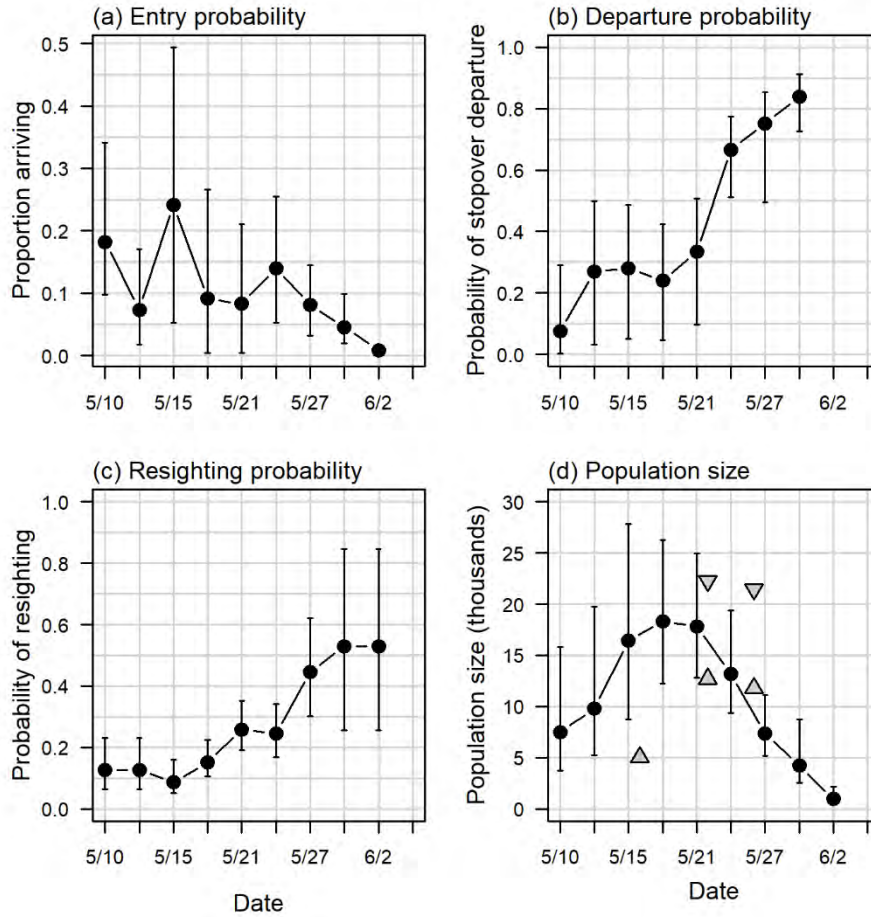 (a) Entry probability
Proportion arriving
0.5
0.4
0.3
0.2
0.1
0.0
5/10 5/15 5/21 5/27 6/2
(b) Departure probability
Probability of stopover departure
1.0
0.8
0.6
0.4
0.2
0.0
5/10 5/15 5/21 5/27 6/2
(c) Resighting probability
Probability of resighting
1.0
0.8
0.6
0.4
0.2
0.0
5/10 5/15 5/21 5/27 6/2
Date
(d) Population size
Population size (thousands)
30
25
20
15
10
5
0
5/10 5/15 5/21 5/27 6/2
Date